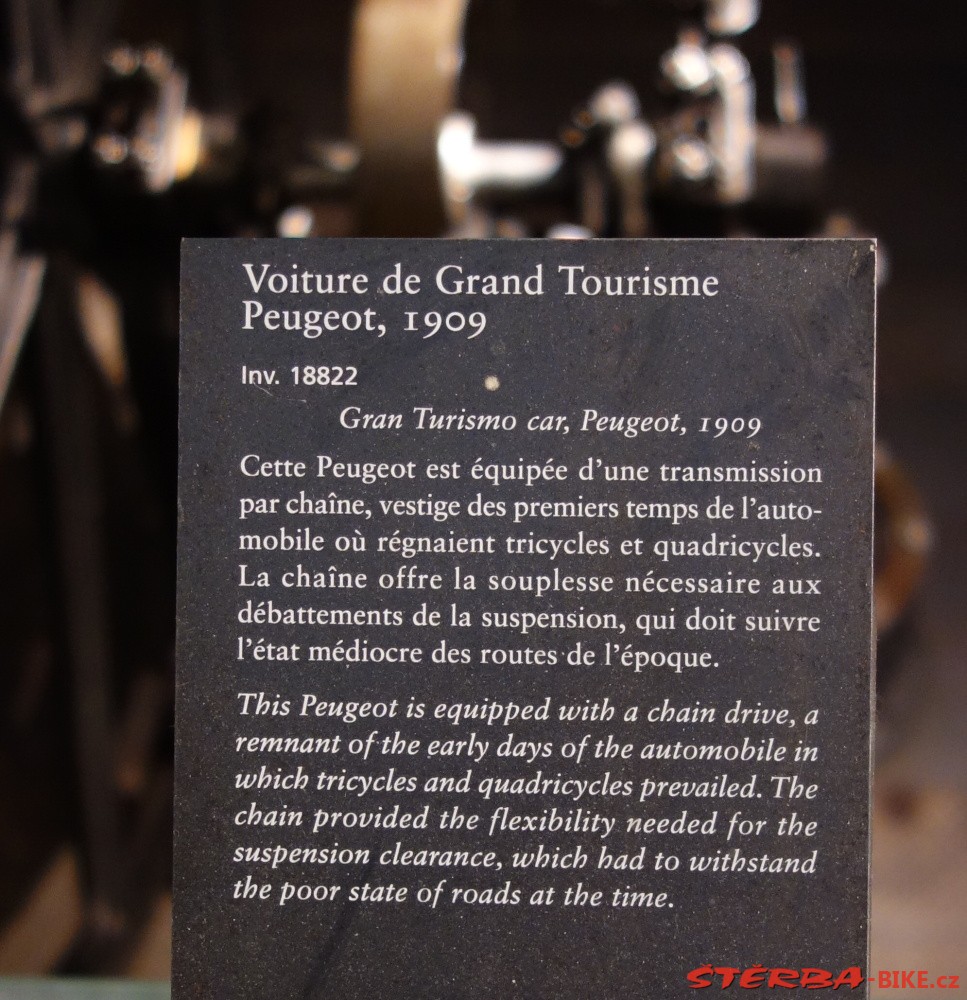 Voiture de Grand Tourisme
Peugeot, 1909
Inv. 18822
Gran Turismo car, Peugeot, 1909
Cette Peugeot est équipée d'une transmission
par chaîne, vestige des premiers temps de l'auto-
mobile où régnaient tricycles et quadricycles.
La chaîne offre la souplesse nécessaire aux
débattements de la suspension, qui doit suivre
l'état médiocre des routes de l'époque.
This Peugeot is equipped with a chain drive, a
remnant of the early days of the automobile in
which tricycles and quadricycles prevailed. The
chain provided the flexibility needed for the
suspension clearance, which had to withstand
the poor state of roads at the time.
ŠTĚRBA-BIKE.cz